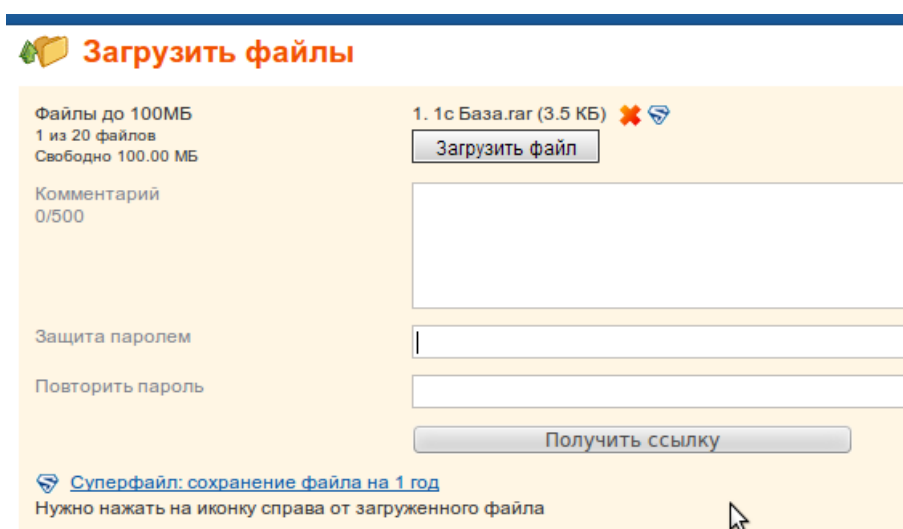 Загрузить файлы
Файлы до 100МБ
1 из 20 файлов
Свободно 100.00 МБ
1. 1с База.rar (3.5 КБ)
Загрузить файл
Комментарий
0/500
Защита паролем
Повторить пароль
Получить ссылку
Суперфайл: сохранение файла на 1 год
Нужно нажать на иконку справа от загруженного файла